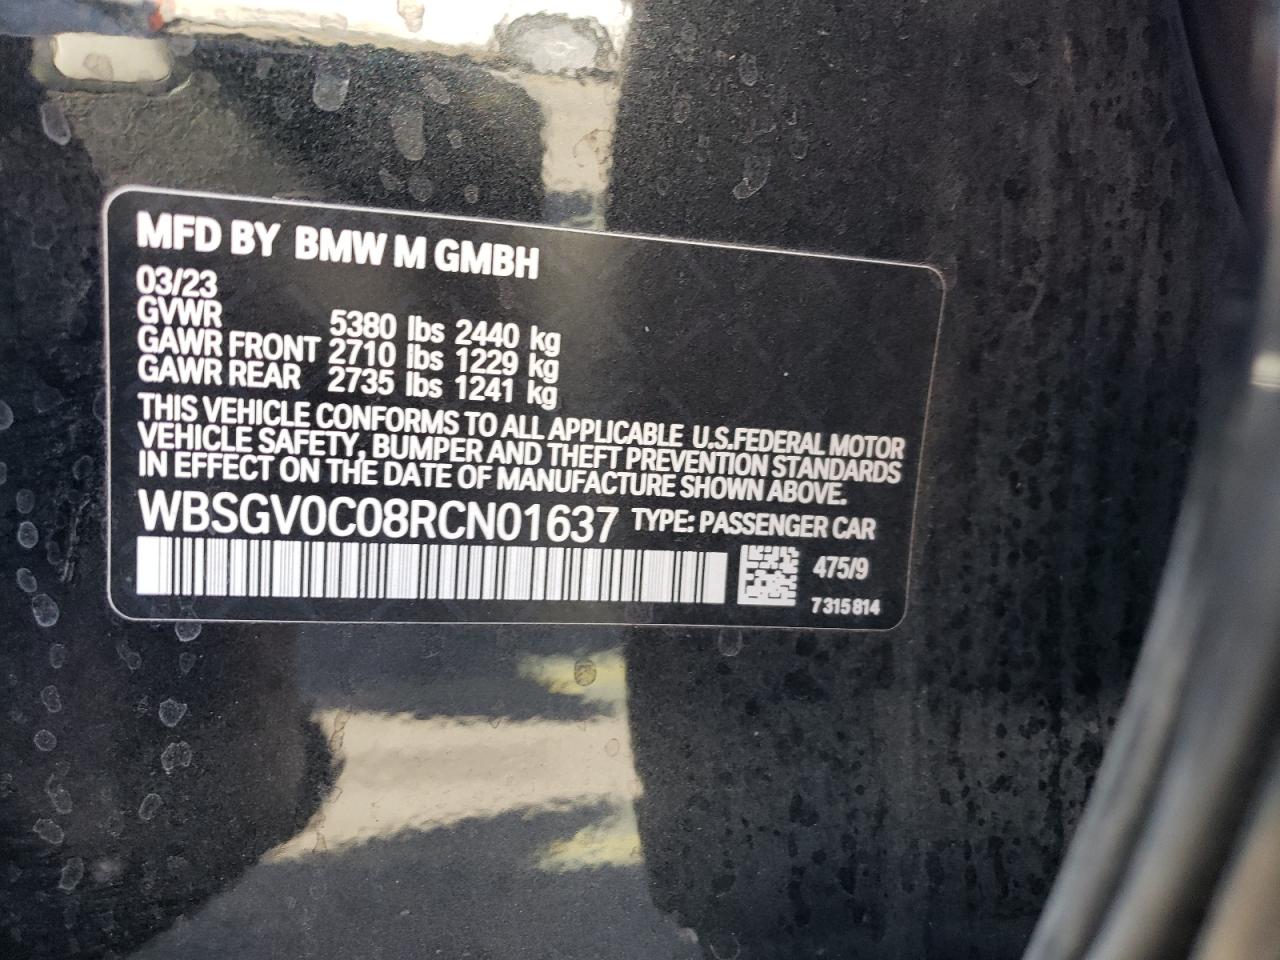 MFD BY BMW M GMBH
03/23
GVWR 5380 lbs 2440 kg
GAWR FRONT 2710 lbs 1229 kg
GAWR REAR 2735 lbs 1241 kg
THIS VEHICLE CONFORMS TO ALL APPLICABLE U.S.FEDERAL MOTOR
VEHICLE SAFETY, BUMPER AND THEFT PREVENTION STANDARDS
IN EFFECT ON THE DATE OF MANUFACTURE SHOWN ABOVE.
WBSGV0C08RCN01637 TYPE: PASSENGER CAR
475/9
7 315 814